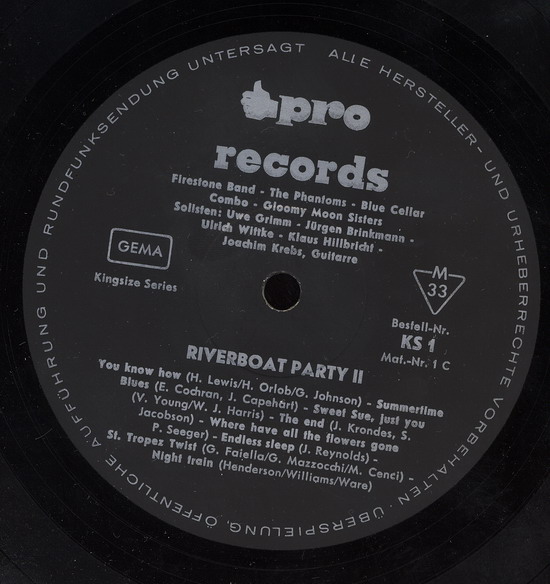 ALLE HERSTELLER- UND URHEBERRECHTE VORBEHALTEN · ÜBERSPIELUNG, ÖFFENTLICHE AUFFÜHRUNG UND RUNDFUNKSENDUNG UNTERSAGT
pro
records
Firestone Band - The Phantoms - Blue Cellar
Combo - Gloomy Moon Sisters
Solisten: Uwe Grimm - Jürgen Brinkmann -
Ulrich Wittke - Klaus Hillbricht -
Joachim Krebs, Guitarre
GEMA
Kingsize Series
M
33
Bestell-Nr.
KS 1
Mat.-Nr. 1 C
RIVERBOAT PARTY II
You know how (H. Lewis/H. Orlob/G. Johnson) - Summertime
Blues (E. Cochran, J. Capehart) - Sweet Sue, just you
(V. Young/W. J. Harris) - The end (J. Krondes, S.
Jacobson) - Where have all the flowers gone
P. Seeger) - Endless sleep (J. Reynolds) -
St. Tropez Twist (G. Faiella/G. Mazzocchi/M. Cenci) -
Night train (Henderson/Williams/Ware)